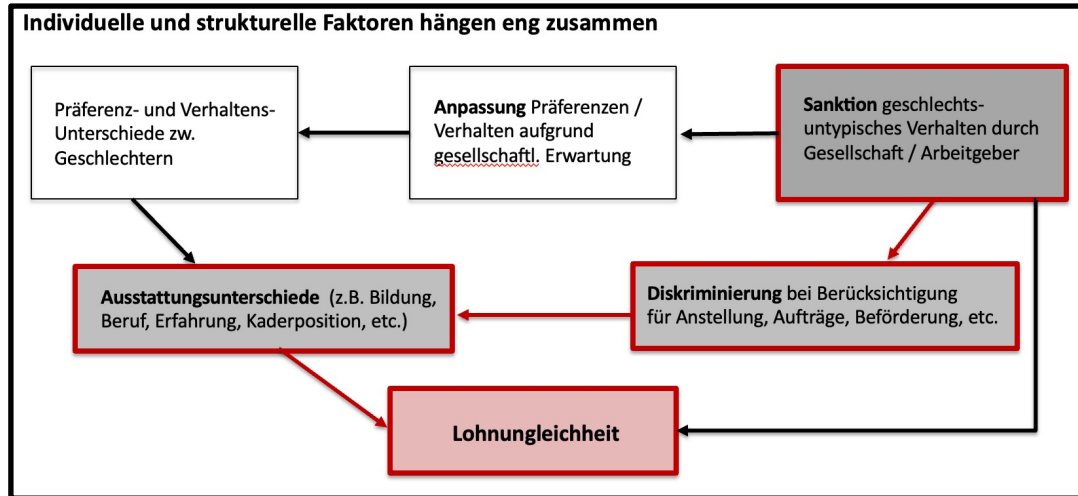 Individuelle und strukturelle Faktoren hängen eng zusammen
Präferenz- und Verhaltens-
Unterschiede zw.
Geschlechtern
Anpassung Präferenzen /
Verhalten aufgrund
gesellschaftl. Erwartung
Sanktion geschlechts-
untypisches Verhalten durch
Gesellschaft / Arbeitgeber
Ausstattungsunterschiede (z.B. Bildung,
Beruf, Erfahrung, Kaderposition, etc.)
Diskriminierung bei Berücksichtigung
für Anstellung, Aufträge, Beförderung, etc.
Lohnungleichheit